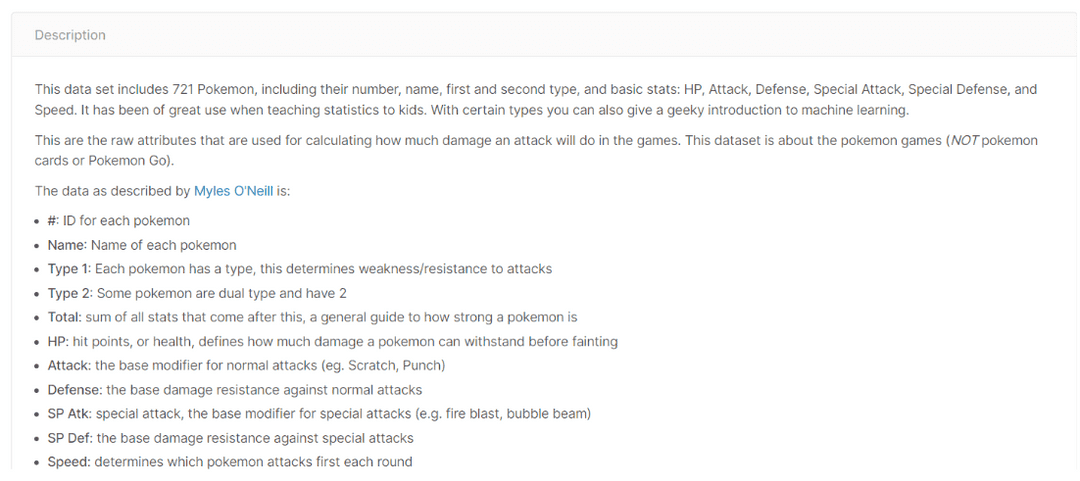 Description
This data set includes 721 Pokemon, including their number, name, first and second type, and basic stats: HP, Attack, Defense, Special Attack, Special Defense, and
Speed. It has been of great use when teaching statistics to kids. With certain types you can also give a geeky introduction to machine learning.
This are the raw attributes that are used for calculating how much damage an attack will do in the games. This dataset is about the pokemon games (NOT pokemon
cards or Pokemon Go).
The data as described by Myles O'Neill is:
• #: ID for each pokemon
• Name: Name of each pokemon
• Type 1: Each pokemon has a type, this determines weakness/resistance to attacks
• Type 2: Some pokemon are dual type and have 2
• Total: sum of all stats that come after this, a general guide to how strong a pokemon is
• HP: hit points, or health, defines how much damage a pokemon can withstand before fainting
• Attack: the base modifier for normal attacks (eg. Scratch, Punch)
• Defense: the base damage resistance against normal attacks
• SP Atk: special attack, the base modifier for special attacks (e.g. fire blast, bubble beam)
• SP Def: the base damage resistance against special attacks
• Speed: determines which pokemon attacks first each round